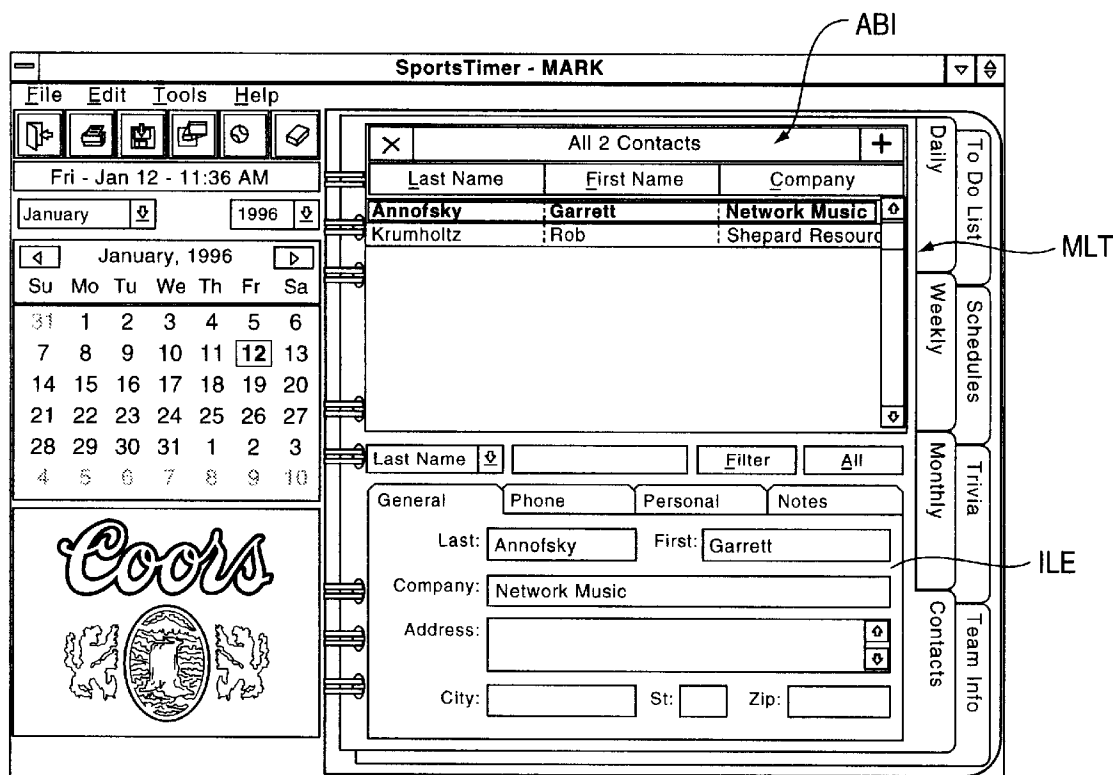 ABI
SportsTimer - MARK
File Edit Tools Help
Fri - Jan 12 - 11:36 AM
January 1996
January, 1996
Su Mo Tu We Th Fr Sa
31 1 2 3 4 5 6
7 8 9 10 11 12 13
14 15 16 17 18 19 20
21 22 23 24 25 26 27
28 29 30 31 1 2 3
4 5 6 7 8 9 10
Coors
All 2 Contacts
Last Name First Name Company
Annofsky Garrett Network Music
Krumholtz Rob Shepard Resourc
Last Name Filter All
General Phone Personal Notes
Last: Annofsky First: Garrett
Company: Network Music
Address:
City: St: Zip:
Daily
Weekly
Monthly
Contacts
To Do List
Schedules
Trivia
Team Info
MLT
ILE